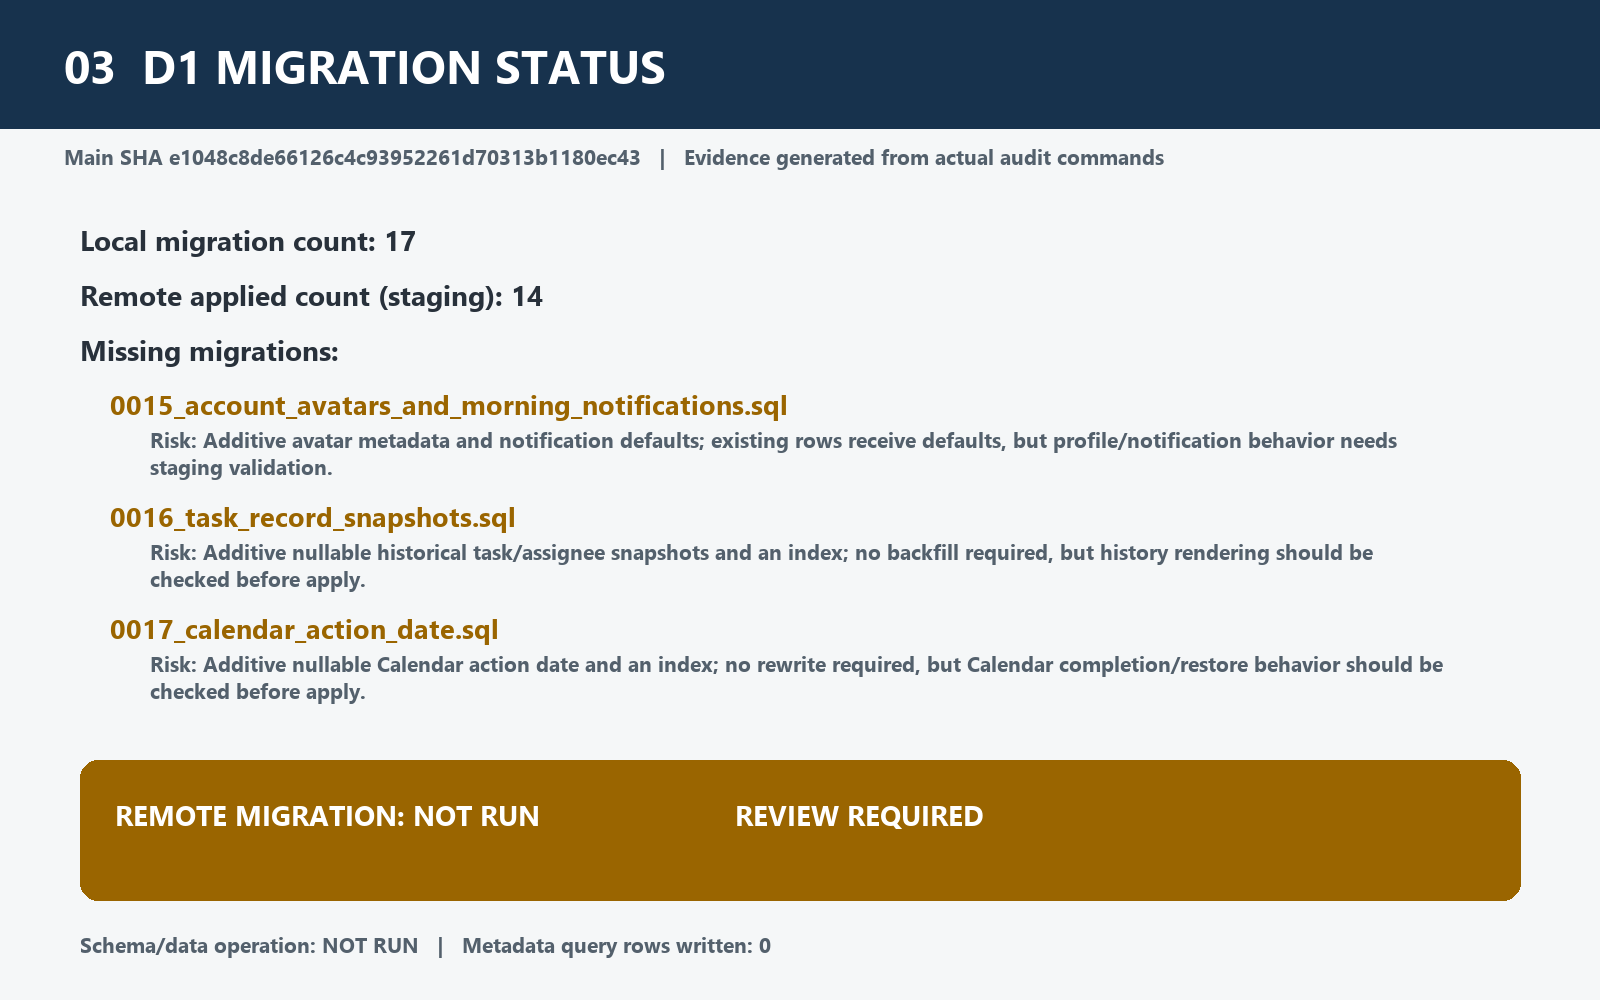 03 D1 MIGRATION STATUS
Main SHA e1048c8de66126c4c93952261d70313b1180ec43 | Evidence generated from actual audit commands
Local migration count: 17
Remote applied count (staging): 14
Missing migrations:
0015_account_avatars_and_morning_notifications.sql
Risk: Additive avatar metadata and notification defaults; existing rows receive defaults, but profile/notification behavior needs
staging validation.
0016_task_record_snapshots.sql
Risk: Additive nullable historical task/assignee snapshots and an index; no backfill required, but history rendering should be
checked before apply.
0017_calendar_action_date.sql
Risk: Additive nullable Calendar action date and an index; no rewrite required, but Calendar completion/restore behavior should be
checked before apply.
REMOTE MIGRATION: NOT RUN REVIEW REQUIRED
Schema/data operation: NOT RUN | Metadata query rows written: 0